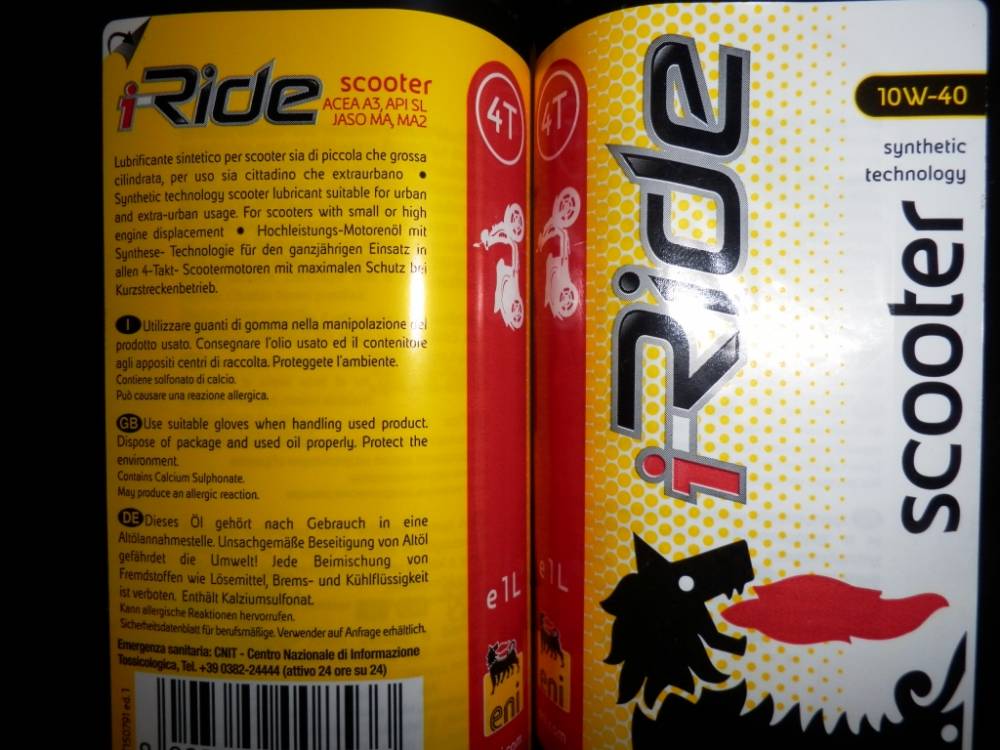 i-Ride
scooter
ACEA A3, API SL
JASO MA, MA2
Lubrificante sintetico per scooter sia di piccola che grossa
cilindrata, per uso sia cittadino che extraurbano •
Synthetic technology scooter lubricant suitable for urban
and extra-urban usage. For scooters with small or high
engine displacement • Hochleistungs-Motorenöl mit
Synthese- Technologie für den ganzjährigen Einsatz in
allen 4-Takt- Scootermotoren mit maximalen Schutz bei
Kurzstreckenbetrieb.
I Utilizzare guanti di gomma nella manipolazione del
prodotto usato. Consegnare l'olio usato ed il contenitore
agli appositi centri di raccolta. Proteggete l'ambiente.
Contiene solfonato di calcio.
Può causare una reazione allergica.
GB Use suitable gloves when handling used product.
Dispose of package and used oil properly. Protect the
environment.
Contains Calcium Sulphonate.
May produce an allergic reaction.
DE Dieses Öl gehört nach Gebrauch in eine
Altölannahmestelle. Unsachgemäße Beseitigung von Altöl
gefährdet die Umwelt! Jede Beimischung von
Fremdstoffen wie Lösemittel, Brems- und Kühlflüssigkeit
ist verboten. Enthält Kalziumsulfonat.
Kann allergische Reaktionen hervorrufen.
Sicherheitsdatenblatt für berufsmäßige. Verwender auf Anfrage erhältlich.
Emergenza sanitaria: CNIT - Centro Nazionale di Informazione
Tossicologica, Tel. +39 0382-24444 (attivo 24 ore su 24)
4T
e 1L
eni
4T
e 1L
eni
i-Ride
10W-40
synthetic
technology
scooter